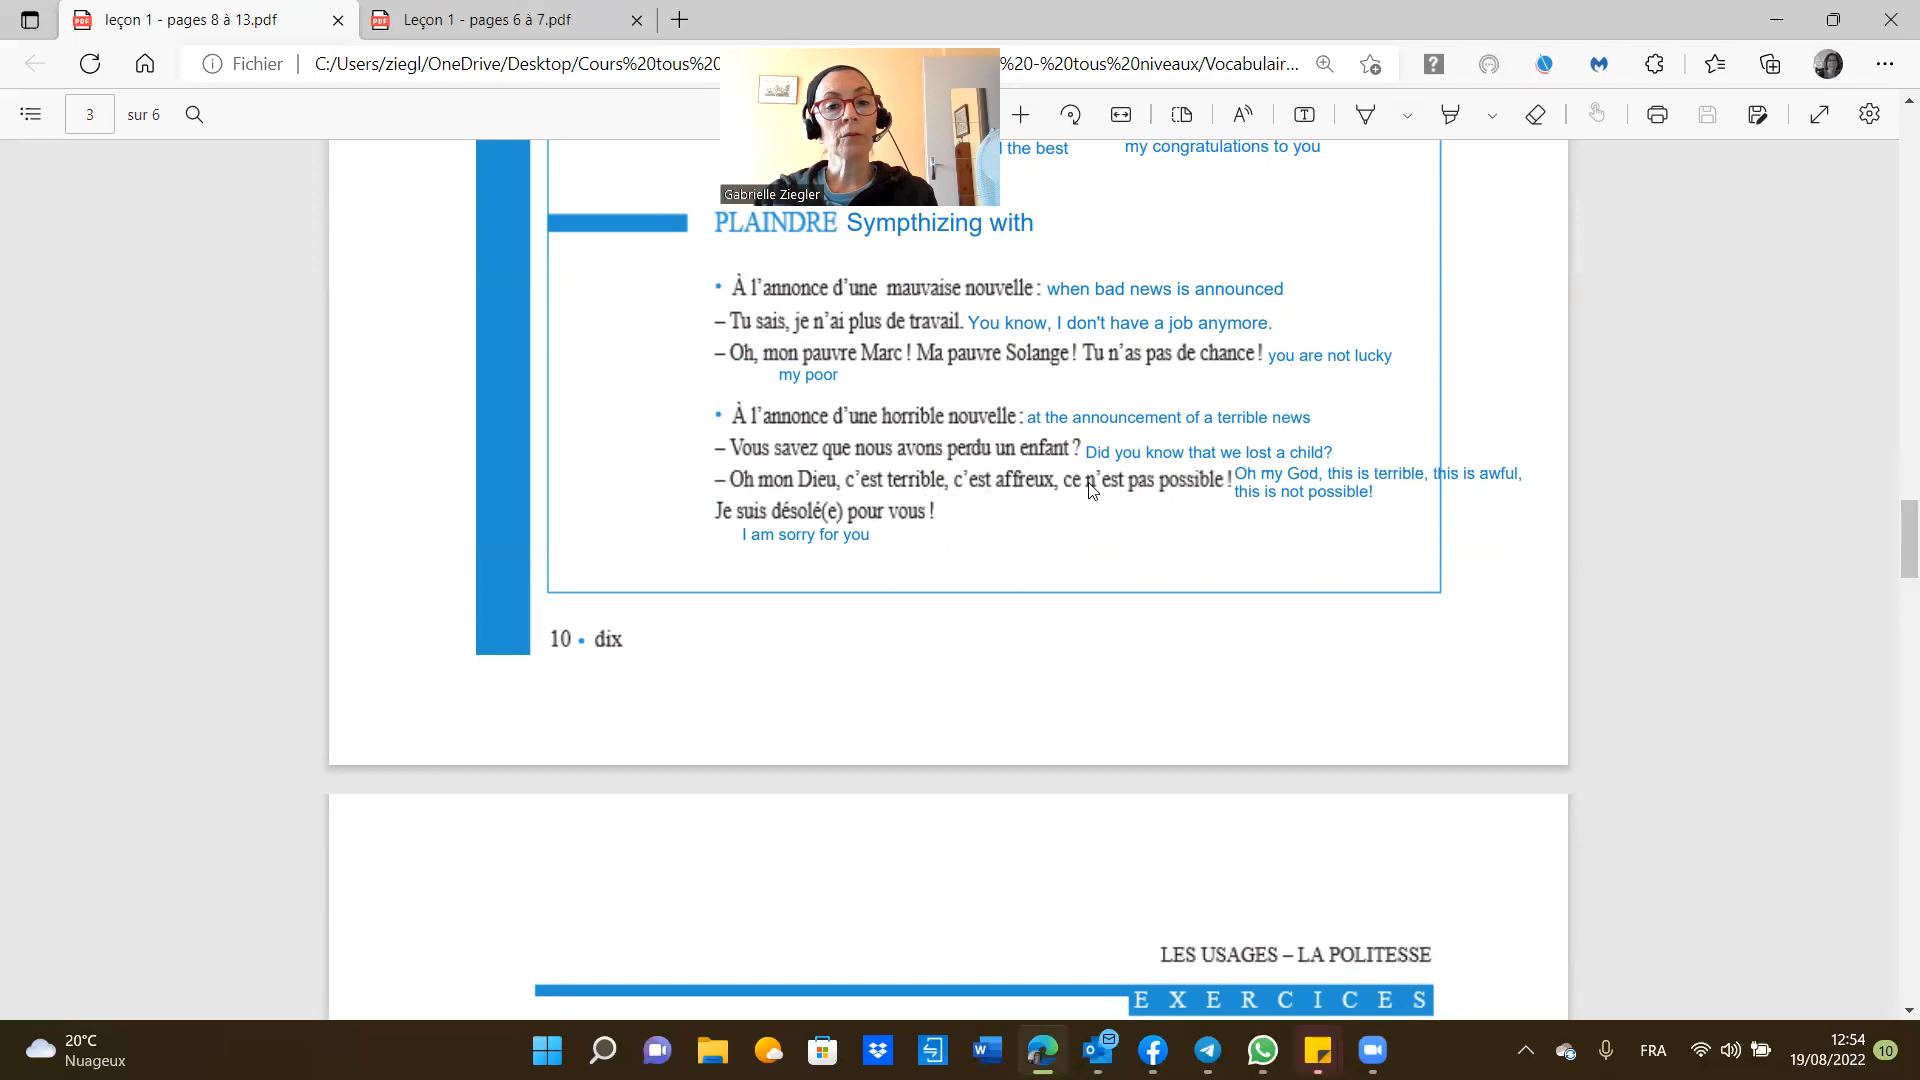 leçon 1 - pages 8 à 13.pdf
Leçon 1 - pages 6 à 7.pdf
Fichier
C:/Users/ziegl/OneDrive/Desktop/Cours%20tous%20
%20-%20tous%20niveaux/Vocabulair...
3 sur 6
Gabrielle Ziegler
the best my congratulations to you
PLAINDRE Sympthizing with
• À l'annonce d'une mauvaise nouvelle : when bad news is announced
– Tu sais, je n'ai plus de travail. You know, I don't have a job anymore.
– Oh, mon pauvre Marc ! Ma pauvre Solange ! Tu n'as pas de chance ! you are not lucky
my poor
• À l'annonce d'une horrible nouvelle : at the announcement of a terrible news
– Vous savez que nous avons perdu un enfant ? Did you know that we lost a child?
– Oh mon Dieu, c'est terrible, c'est affreux, ce n'est pas possible ! Oh my God, this is terrible, this is awful,
this is not possible!
Je suis désolé(e) pour vous !
I am sorry for you
10 • dix
LES USAGES – LA POLITESSE
EXERCICES
20°C
Nuageux
FRA
12:54
19/08/2022
10